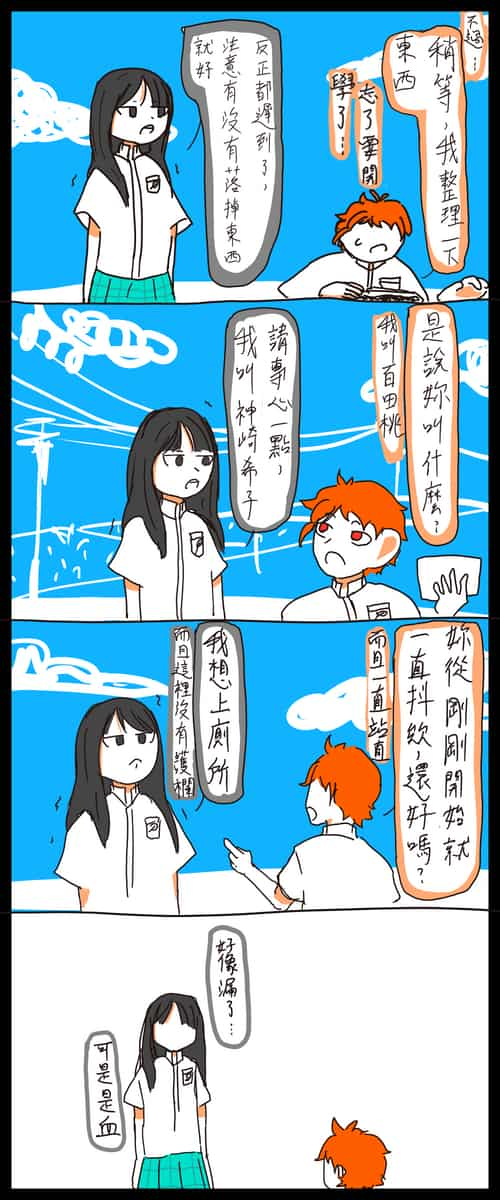 不過…
稍等，我整理一下
東西
忘了要開
學了…
反正都遲到了，
注意有沒有落掉東西
就好
是說妳叫什麼？
我叫百田桃
請專心一點，
我叫神崎希子
妳從剛剛開始就
一直抖欸，還好嗎？
而且一直站直
我想上廁所
而且這裡沒有護欄
好像漏了…
可是是血